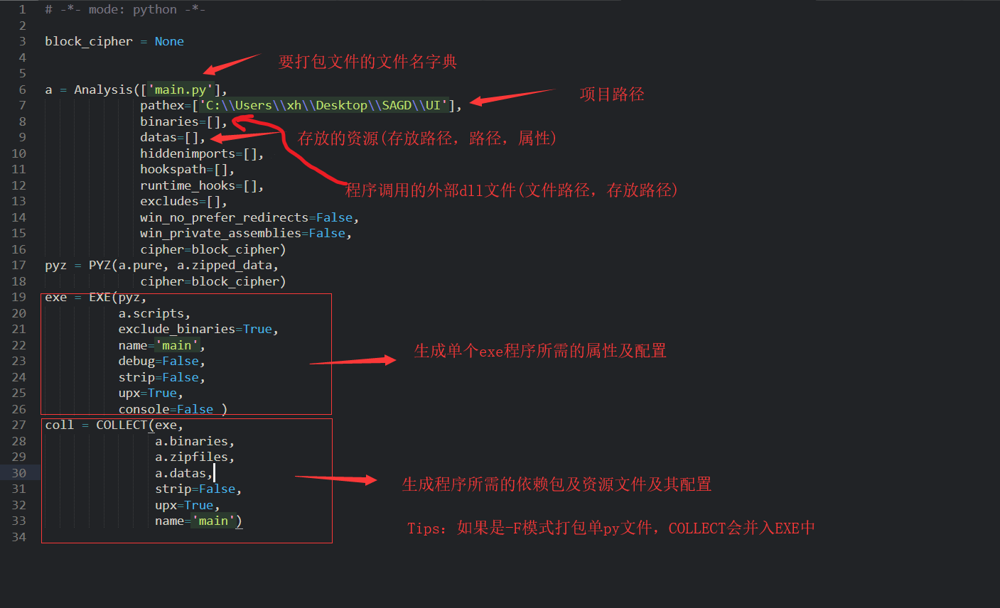 1 # -*- mode: python -*-
2
3 block_cipher = None
4
要打包文件的文件名字典
5
6 a = Analysis(['main.py'],
项目路径
7 pathex=['C:\\Users\\xh\\Desktop\\SAGD\\UI'],
8 binaries=[],
9 datas=[],
存放的资源(存放路径，路径，属性)
10 hiddenimports=[],
11 hookspath=[],
12 runtime_hooks=[],
程序调用的外部dll文件(文件路径，存放路径)
13 excludes=[],
14 win_no_prefer_redirects=False,
15 win_private_assemblies=False,
16 cipher=block_cipher)
17 pyz = PYZ(a.pure, a.zipped_data,
18 cipher=block_cipher)
19 exe = EXE(pyz,
20 a.scripts,
21 exclude_binaries=True,
22 name='main',
生成单个exe程序所需的属性及配置
23 debug=False,
24 strip=False,
25 upx=True,
26 console=False )
27 coll = COLLECT(exe,
28 a.binaries,
29 a.zipfiles,
30 a.datas,
生成程序所需的依赖包及资源文件及其配置
31 strip=False,
32 upx=True,
33 name='main')
Tips：如果是-F模式打包单py文件，COLLECT会并入EXE中
34